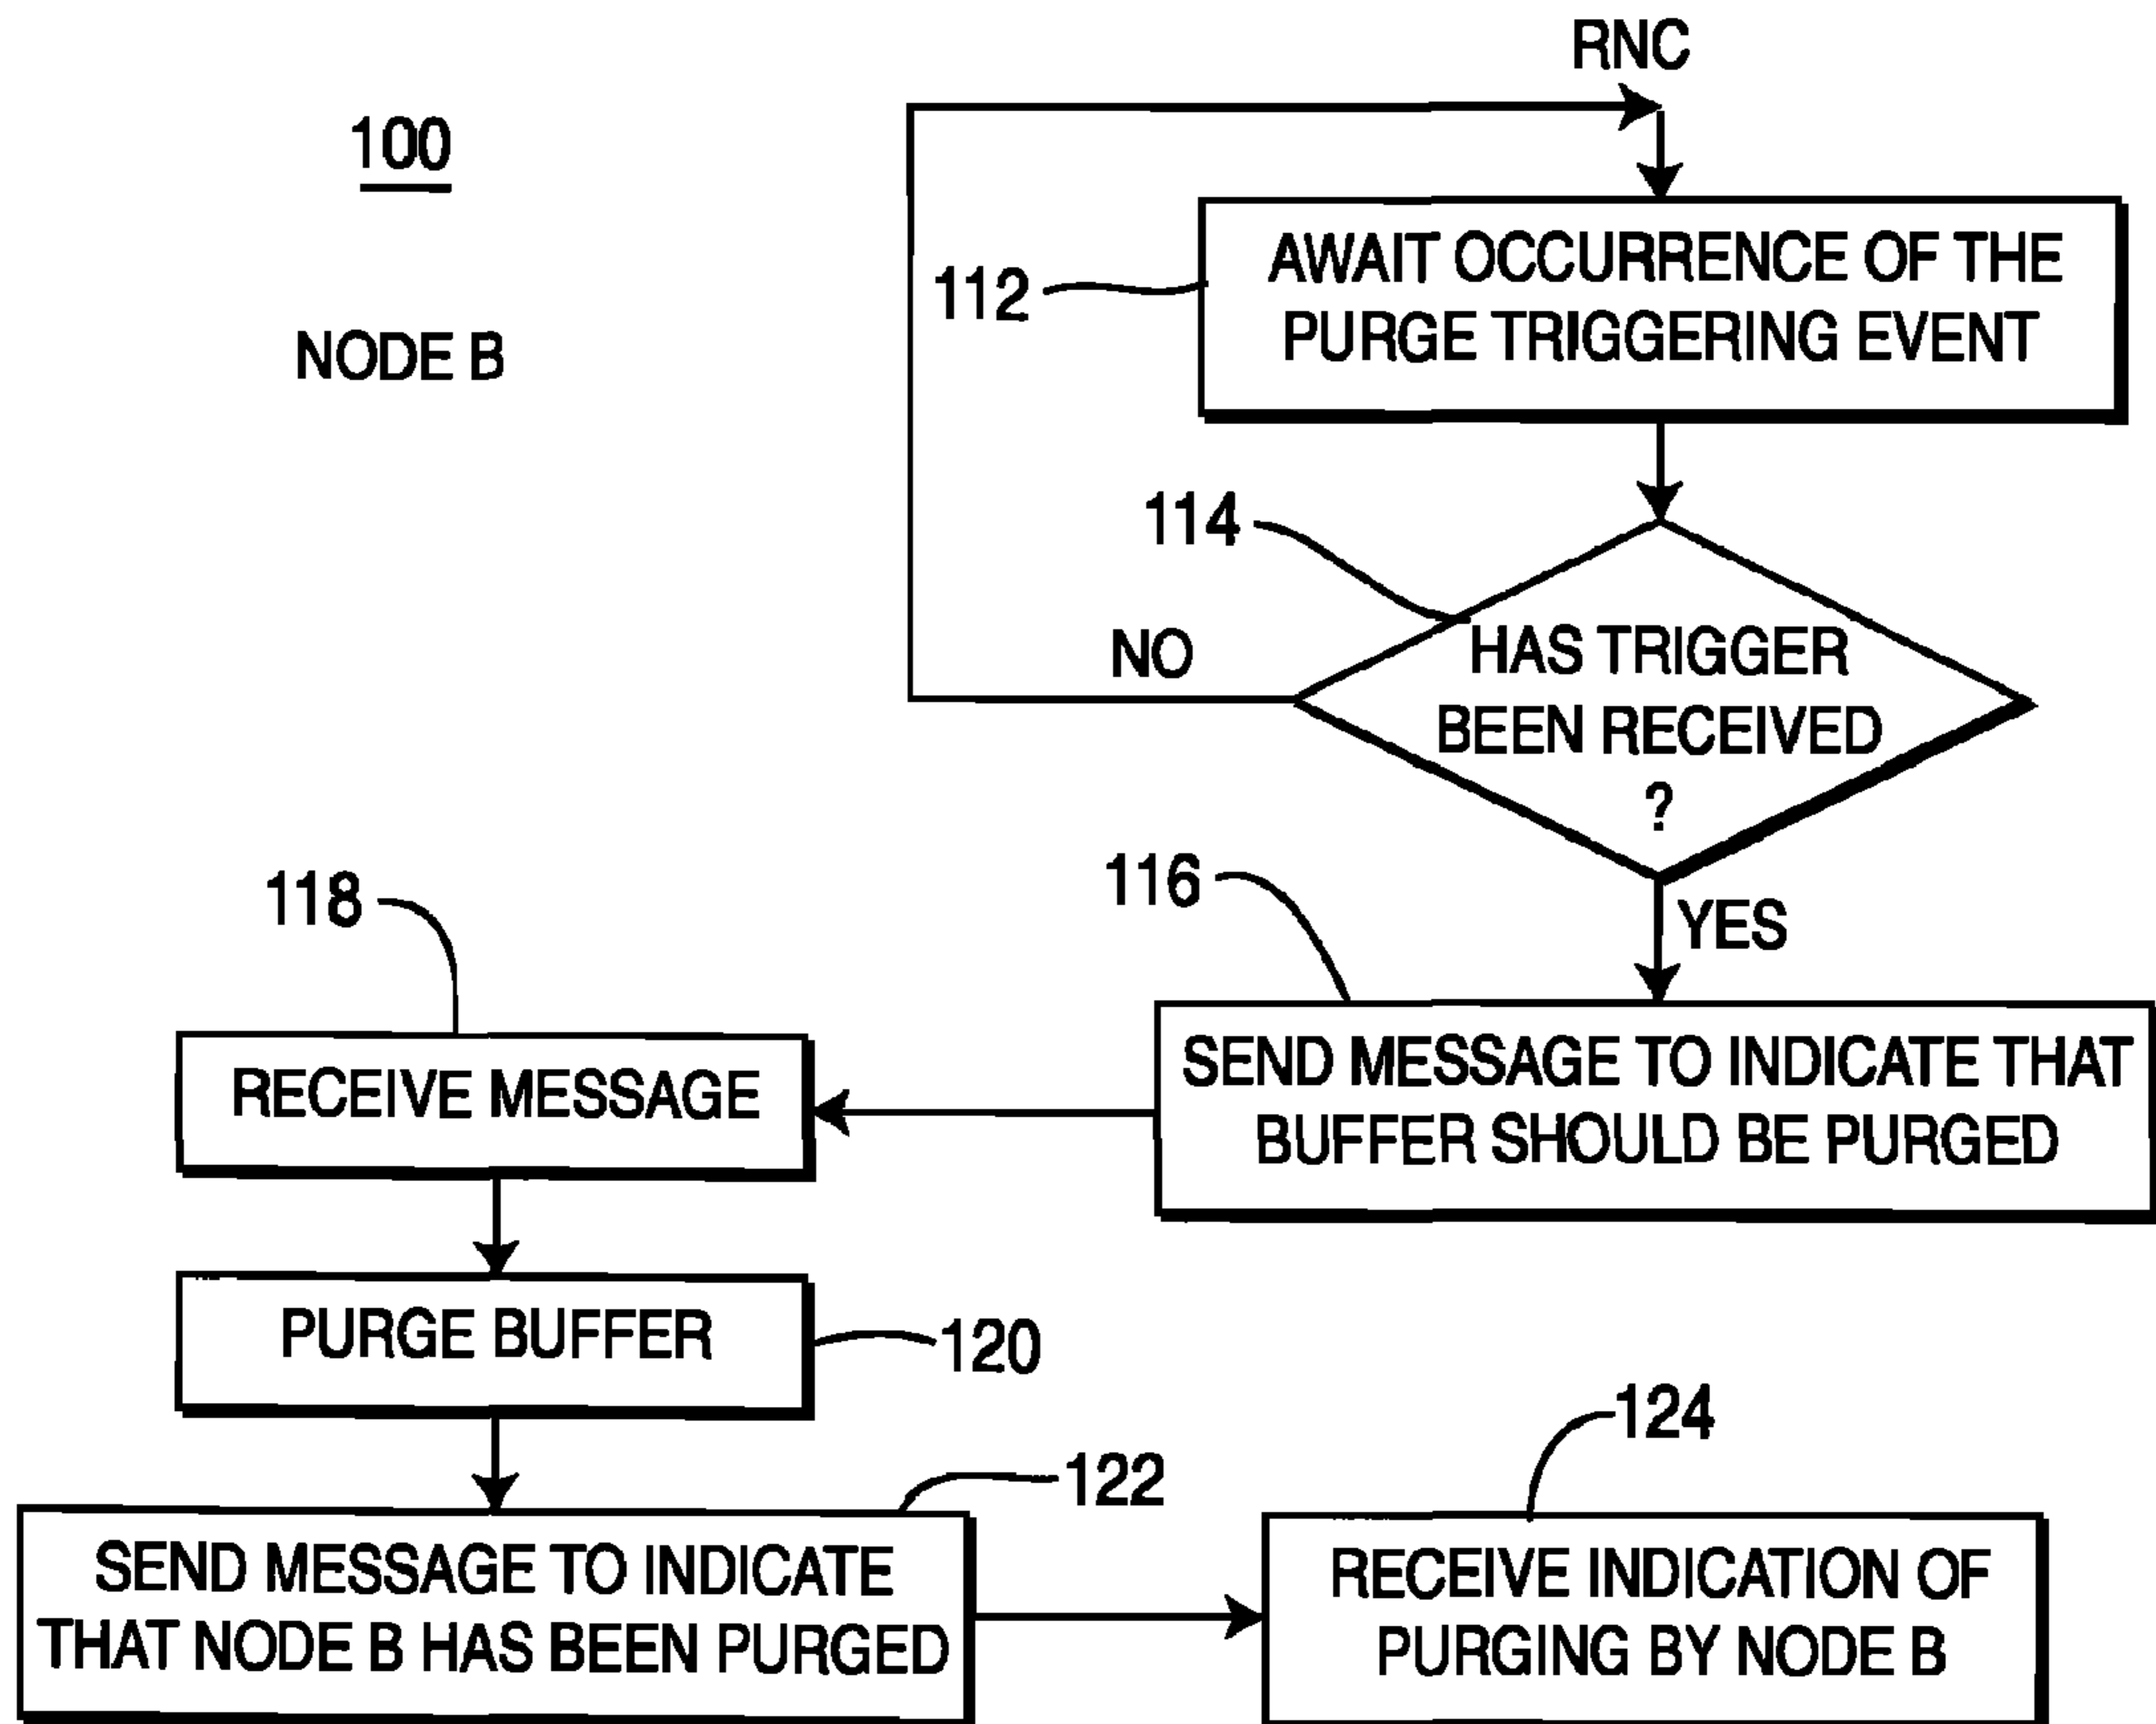 RNC
100
NODE B
112
AWAIT OCCURRENCE OF THE
PURGE TRIGGERING EVENT
114
NO
HAS TRIGGER
BEEN RECEIVED
?
YES
116
SEND MESSAGE TO INDICATE THAT
BUFFER SHOULD BE PURGED
118
RECEIVE MESSAGE
PURGE BUFFER
120
122
SEND MESSAGE TO INDICATE
THAT NODE B HAS BEEN PURGED
124
RECEIVE INDICATION OF
PURGING BY NODE B